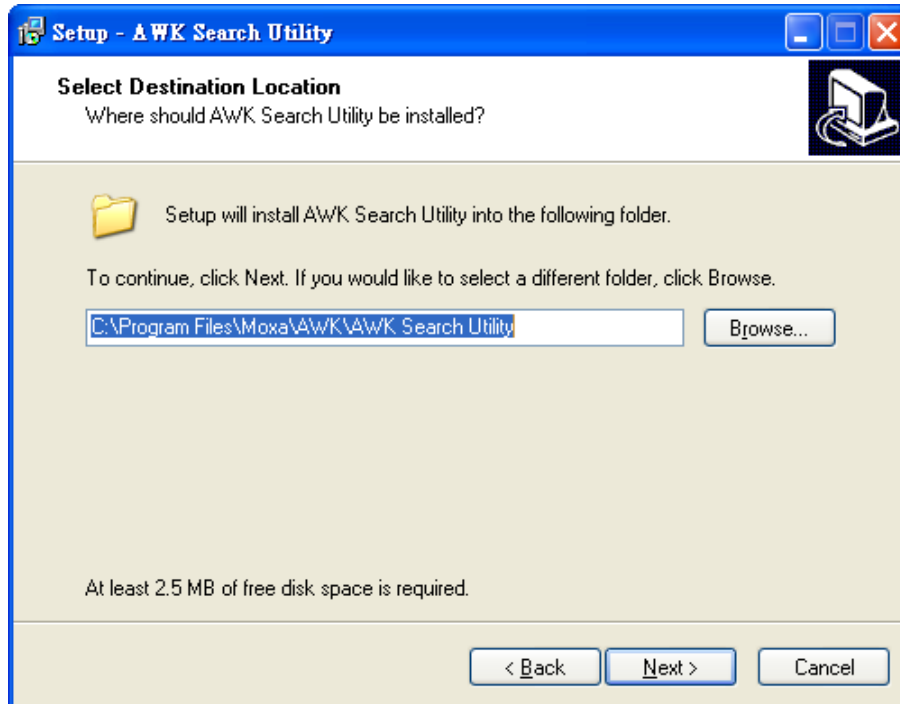 Setup - AWK Search Utility
Select Destination Location
Where should AWK Search Utility be installed?
Setup will install AWK Search Utility into the following folder.
To continue, click Next. If you would like to select a different folder, click Browse.
C:\Program Files\Moxa\AWK\AWK Search Utility
Browse...
At least 2.5 MB of free disk space is required.
< Back
Next >
Cancel